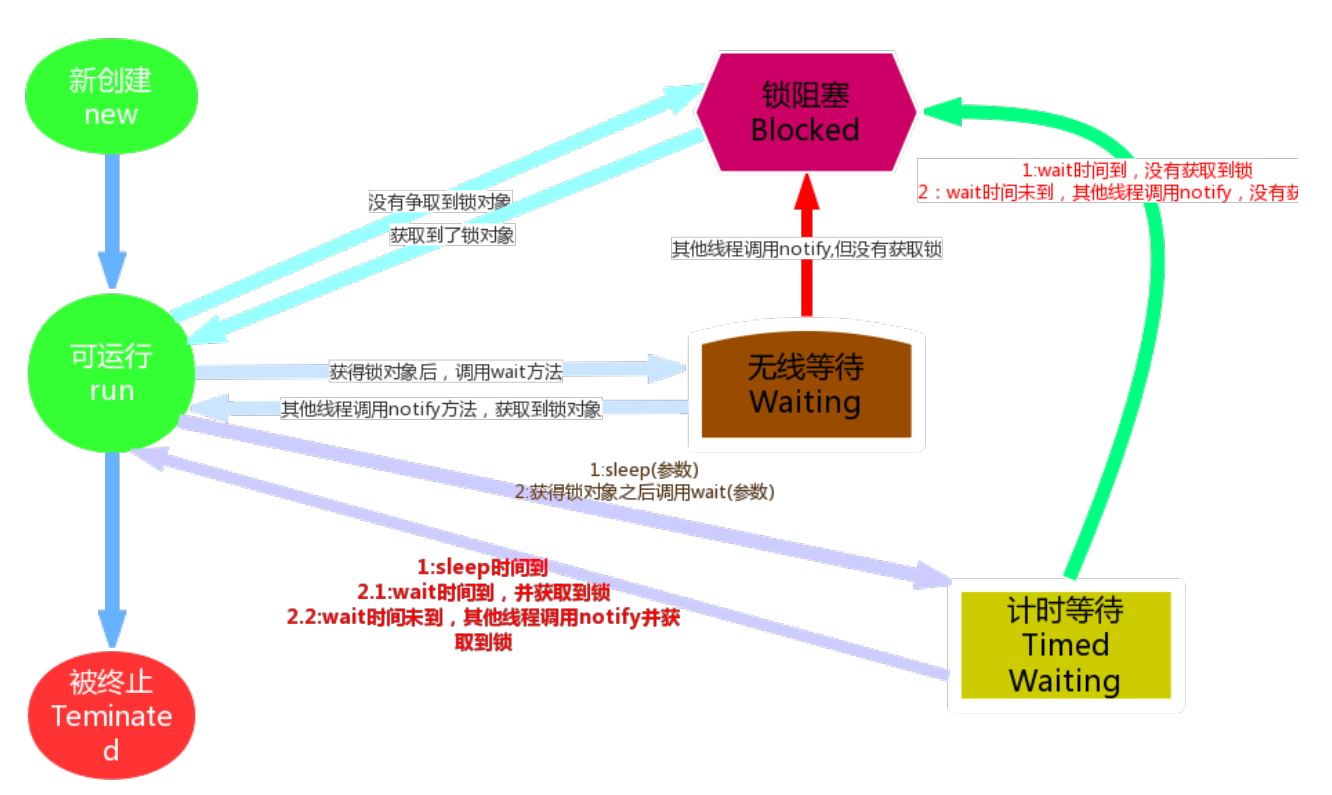 新创建
new
锁阻塞
Blocked
1:wait时间到，没有获取到锁
2：wait时间未到，其他线程调用notify，没有
没有争取到锁对象
获取到了锁对象
其他线程调用notify,但没有获取锁
可运行
run
获得锁对象后，调用wait方法
其他线程调用notify方法，获取到锁对象
无线等待
Waiting
1:sleep(参数)
2:获得锁对象之后调用wait(参数)
1:sleep时间到
2.1:wait时间到，并获取到锁
2.2:wait时间未到，其他线程调用notify并获
取到锁
计时等待
Timed
Waiting
被终止
Teminate
d